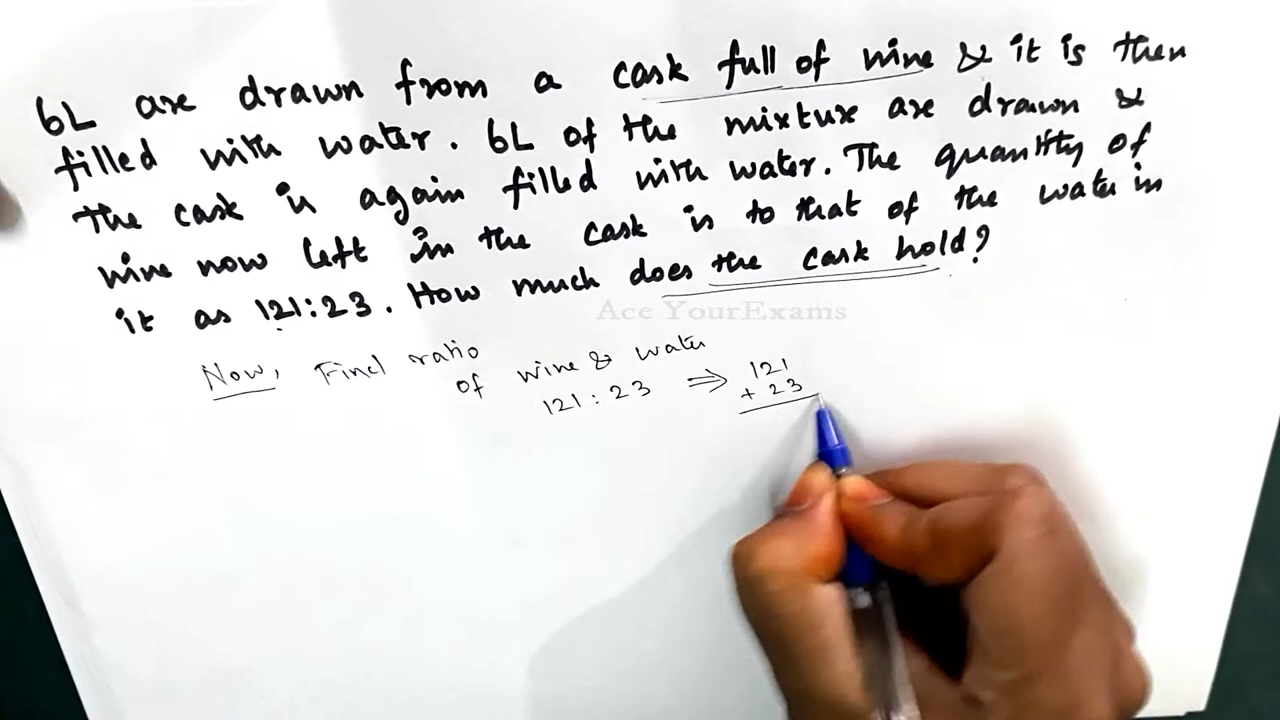 6L are drawn from a cask full of wine & it is then
filled with water. 6L of the mixture are drawn &
the cask is again filled with water. The quantity of
wine now left in the cask is to that of the water in
it as 121:23. How much does the cask hold?
Ace YourExams
Now, Final ratio
of wine & water
121 : 23 ⇒ 121
+ 23